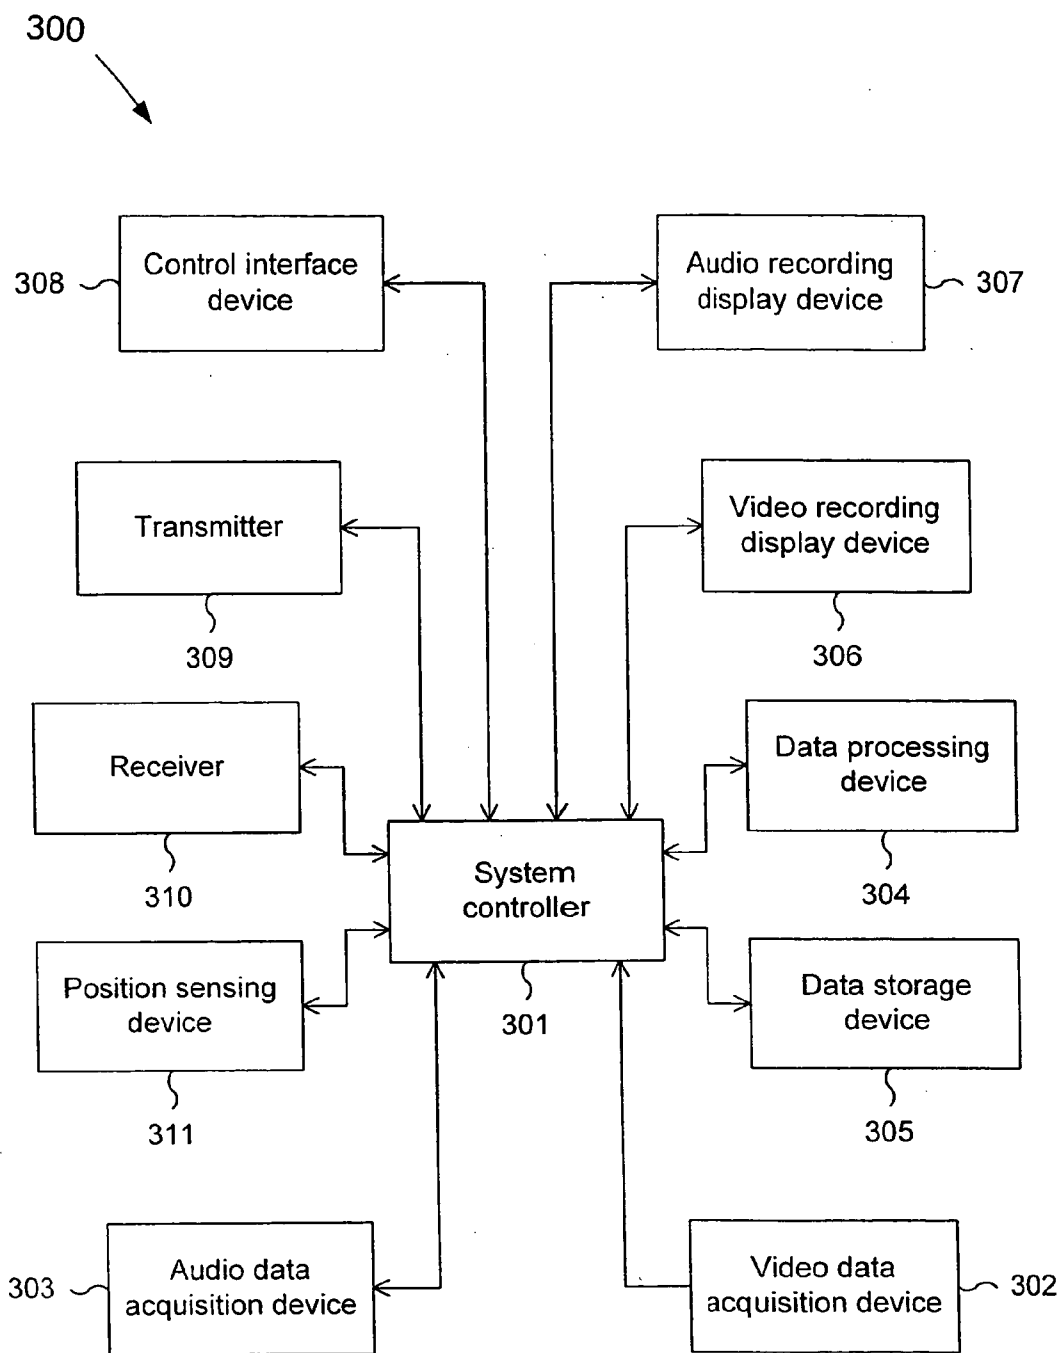 300
Control interface
device
308
Audio recording
display device
307
Transmitter
309
Video recording
display device
306
Receiver
310
Data processing
device
304
System
controller
301
Position sensing
device
311
Data storage
device
305
Audio data
acquisition device
303
Video data
acquisition device
302